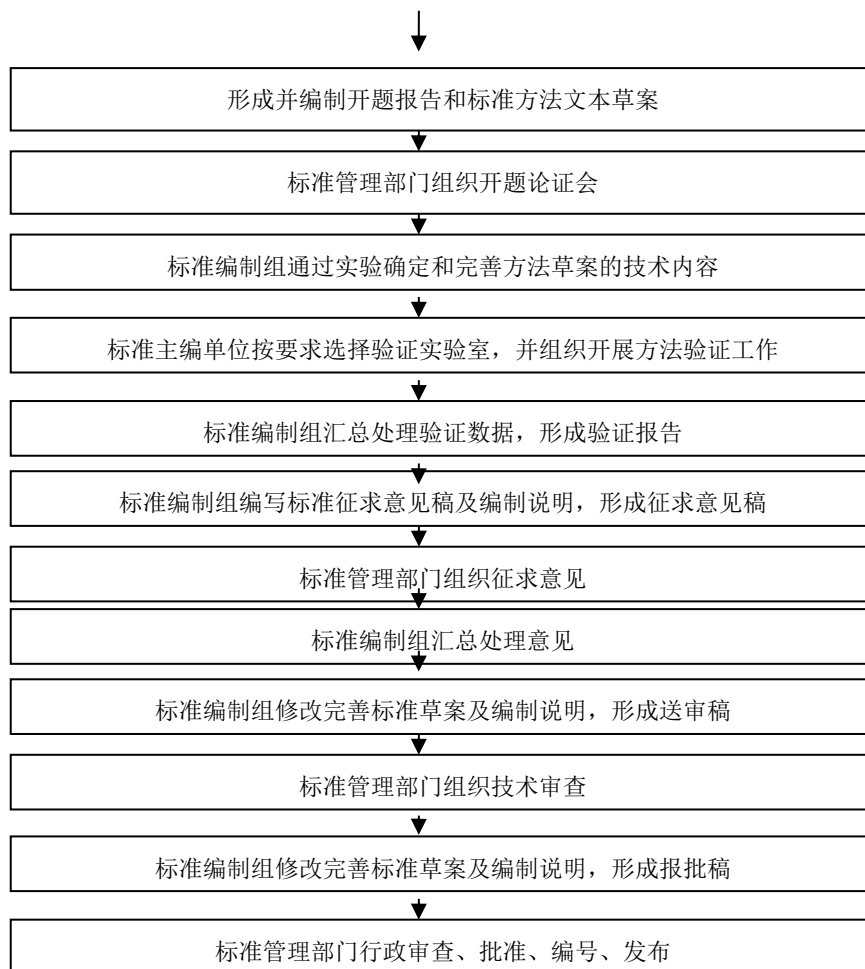 形成并编制开题报告和标准方法文本草案
标准管理部门组织开题论证会
标准编制组通过实验确定和完善方法草案的技术内容
标准主编单位按要求选择验证实验室，并组织开展方法验证工作
标准编制组汇总处理验证数据，形成验证报告
标准编制组编写标准征求意见稿及编制说明，形成征求意见稿
标准管理部门组织征求意见
标准编制组汇总处理意见
标准编制组修改完善标准草案及编制说明，形成送审稿
标准管理部门组织技术审查
标准编制组修改完善标准草案及编制说明，形成报批稿
标准管理部门行政审查、批准、编号、发布